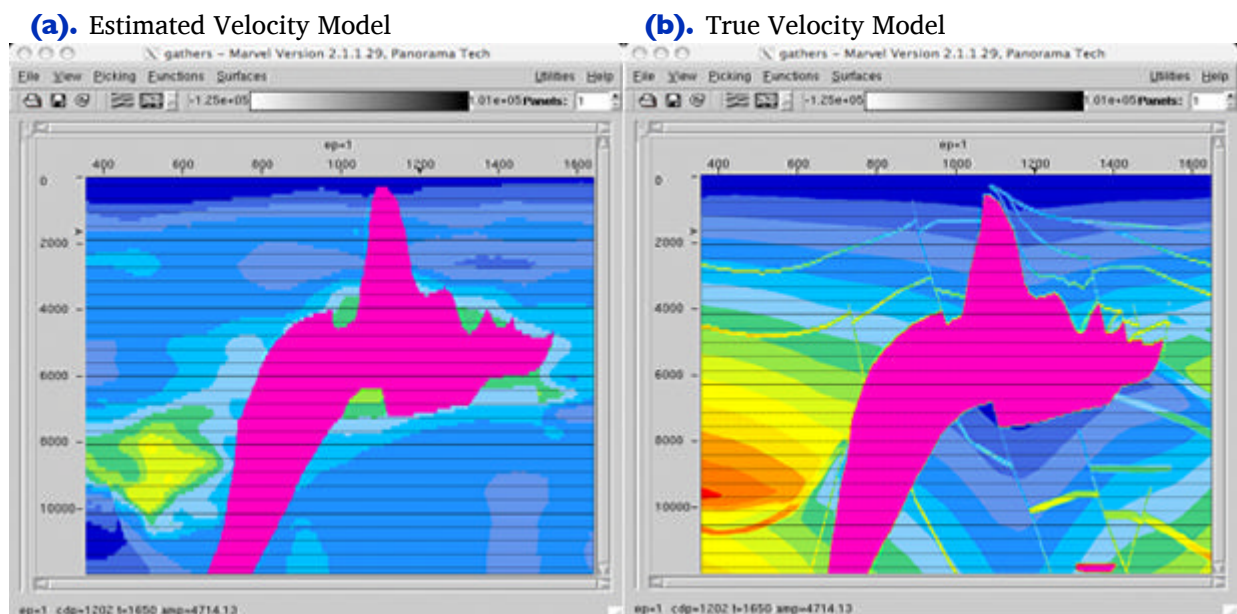 (a). Estimated Velocity Model
gathers – Marvel Version 2.1.1.29, Panorama Tech
File View Picking Functions Surfaces Utilities Help
-1.25e+05 1.01e+05 Panels: 1
ep=1
400 600 800 1000 1200 1400 1600
0
2000
4000
6000
8000
10000
ep=1 cdp=1202 t=1650 amp=4714.13
(b). True Velocity Model
gathers – Marvel Version 2.1.1.29, Panorama Tech
File View Picking Functions Surfaces Utilities Help
-1.25e+05 1.01e+05 Panels: 1
ep=1
400 600 800 1000 1200 1400 1600
0
2000
4000
6000
8000
10000
ep=1 cdp=1202 t=1650 amp=4714.13